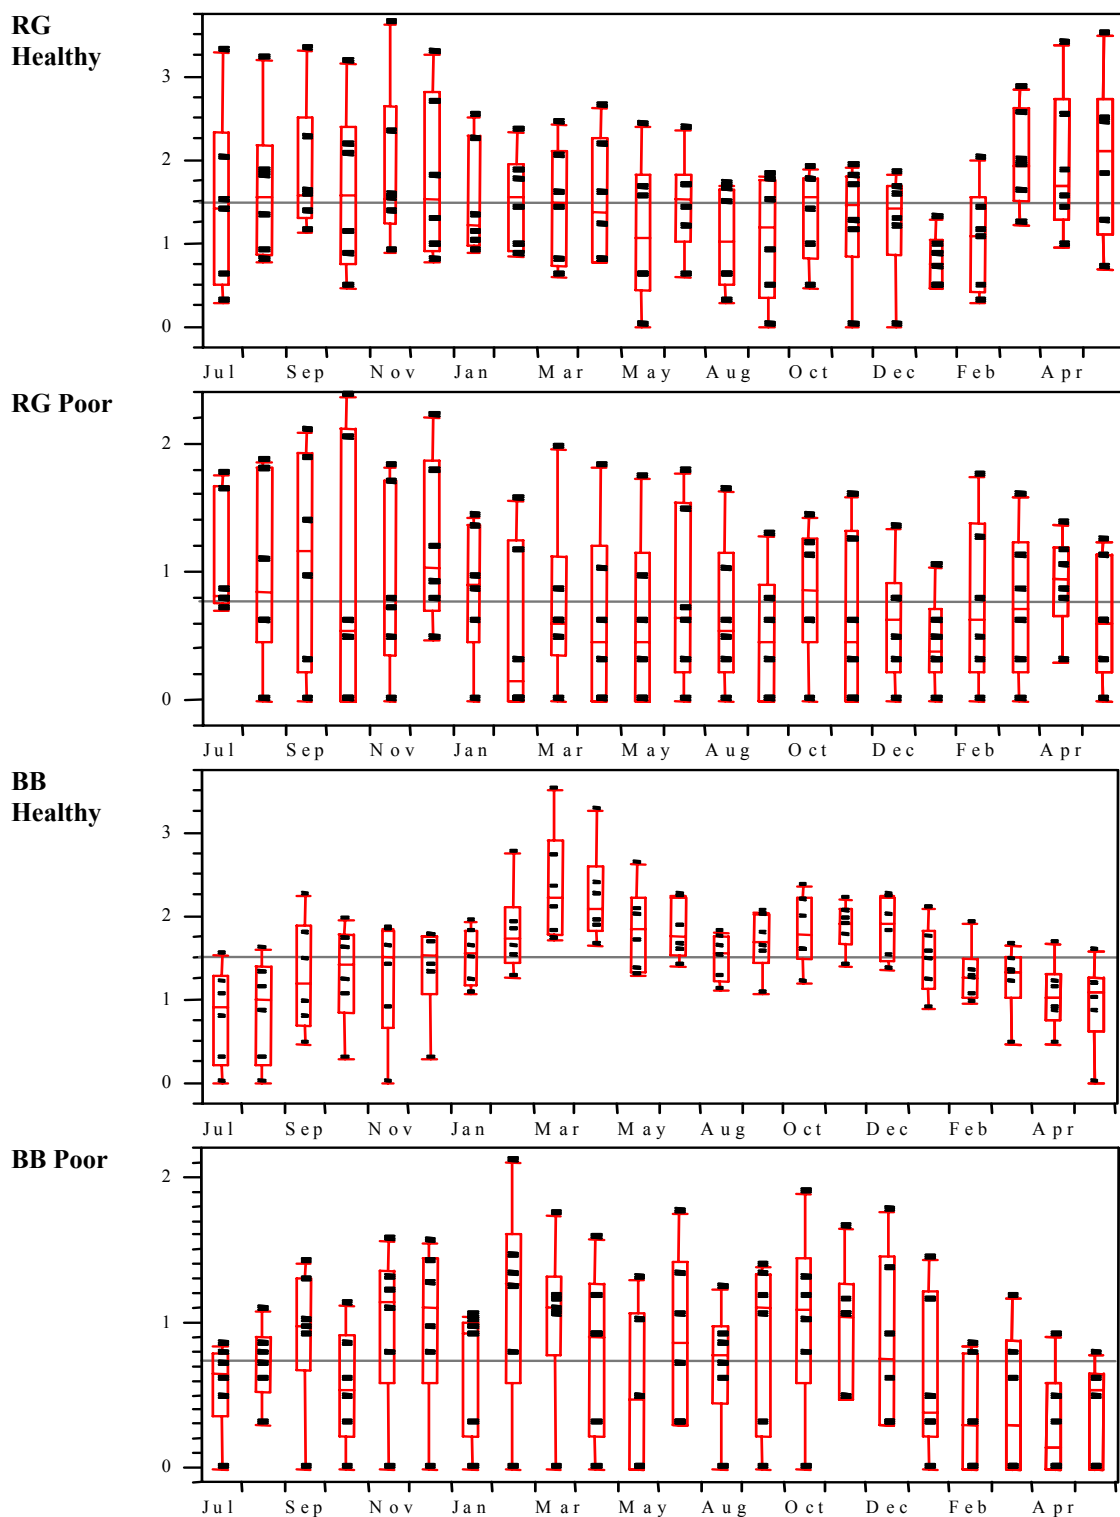 RG
Healthy
3
2
1
0
Jul Sep Nov Jan Mar May Aug Oct Dec Feb Apr
RG Poor
2
1
0
Jul Sep Nov Jan Mar May Aug Oct Dec Feb Apr
BB
Healthy
3
2
1
0
Jul Sep Nov Jan Mar May Aug Oct Dec Feb Apr
BB Poor
2
1
0
Jul Sep Nov Jan Mar May Aug Oct Dec Feb Apr